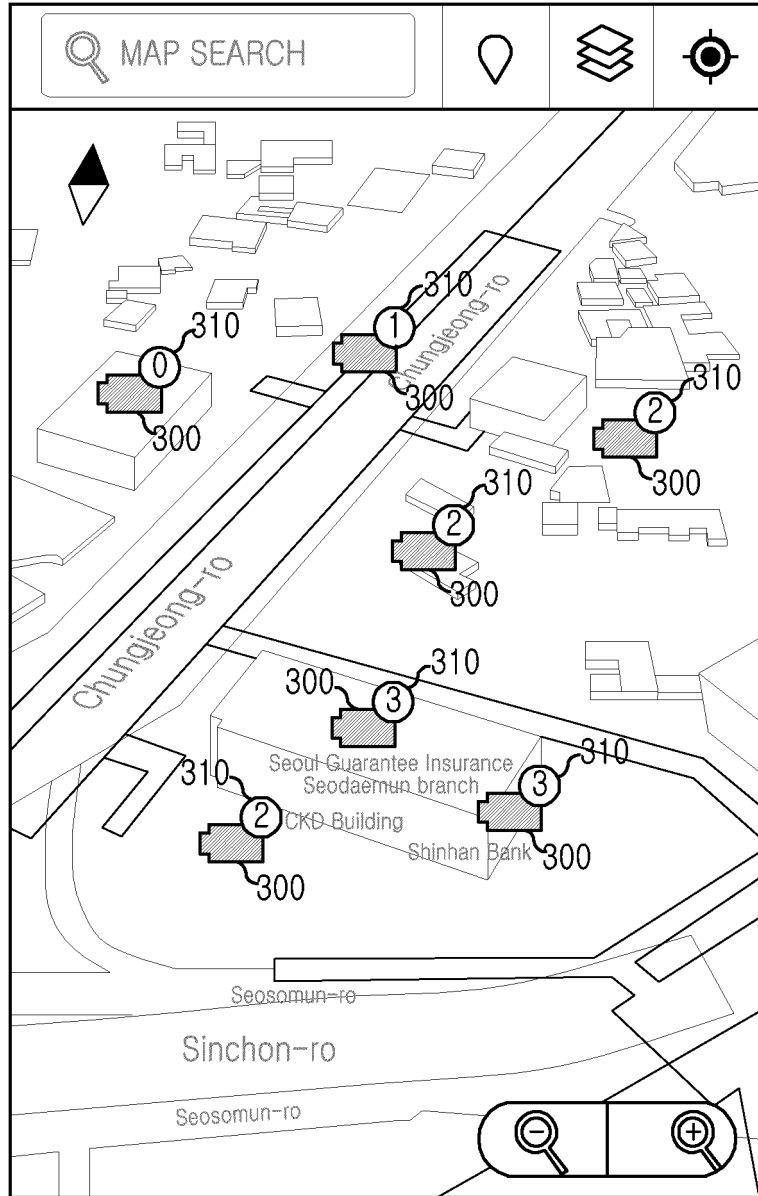 MAP SEARCH
310
1
Chungjeong-ro
310
0
300
300
310
2
300
310
2
300
Chungjeong-ro
310
300
3
Seoul Guarantee Insurance
Seodaemun branch
310
3
310
2
CKD Building
Shinhan Bank
300
300
Seosomun-ro
Sinchon-ro
Seosomun-ro